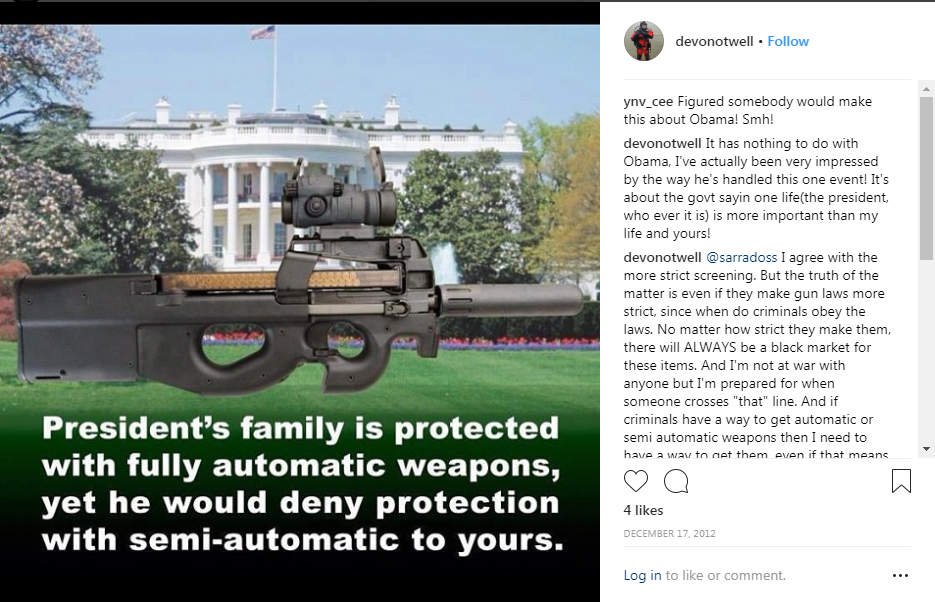 President's family is protected
with fully automatic weapons,
yet he would deny protection
with semi-automatic to yours.
devonotwell • Follow
ynv_cee Figured somebody would make
this about Obama! Smh!
devonotwell It has nothing to do with
Obama, I've actually been very impressed
by the way he's handled this one event! It's
about the govt sayin one life(the president,
who ever it is) is more important than my
life and yours!
devonotwell @sarradoss I agree with the
more strict screening. But the truth of the
matter is even if they make gun laws more
strict, since when do criminals obey the
laws. No matter how strict they make them,
there will ALWAYS be a black market for
these items. And I'm not at war with
anyone but I'm prepared for when
someone crosses "that" line. And if
criminals have a way to get automatic or
semi automatic weapons then I need to
have a way to get them, even if that means
4 likes
DECEMBER 17, 2012
Log in to like or comment.